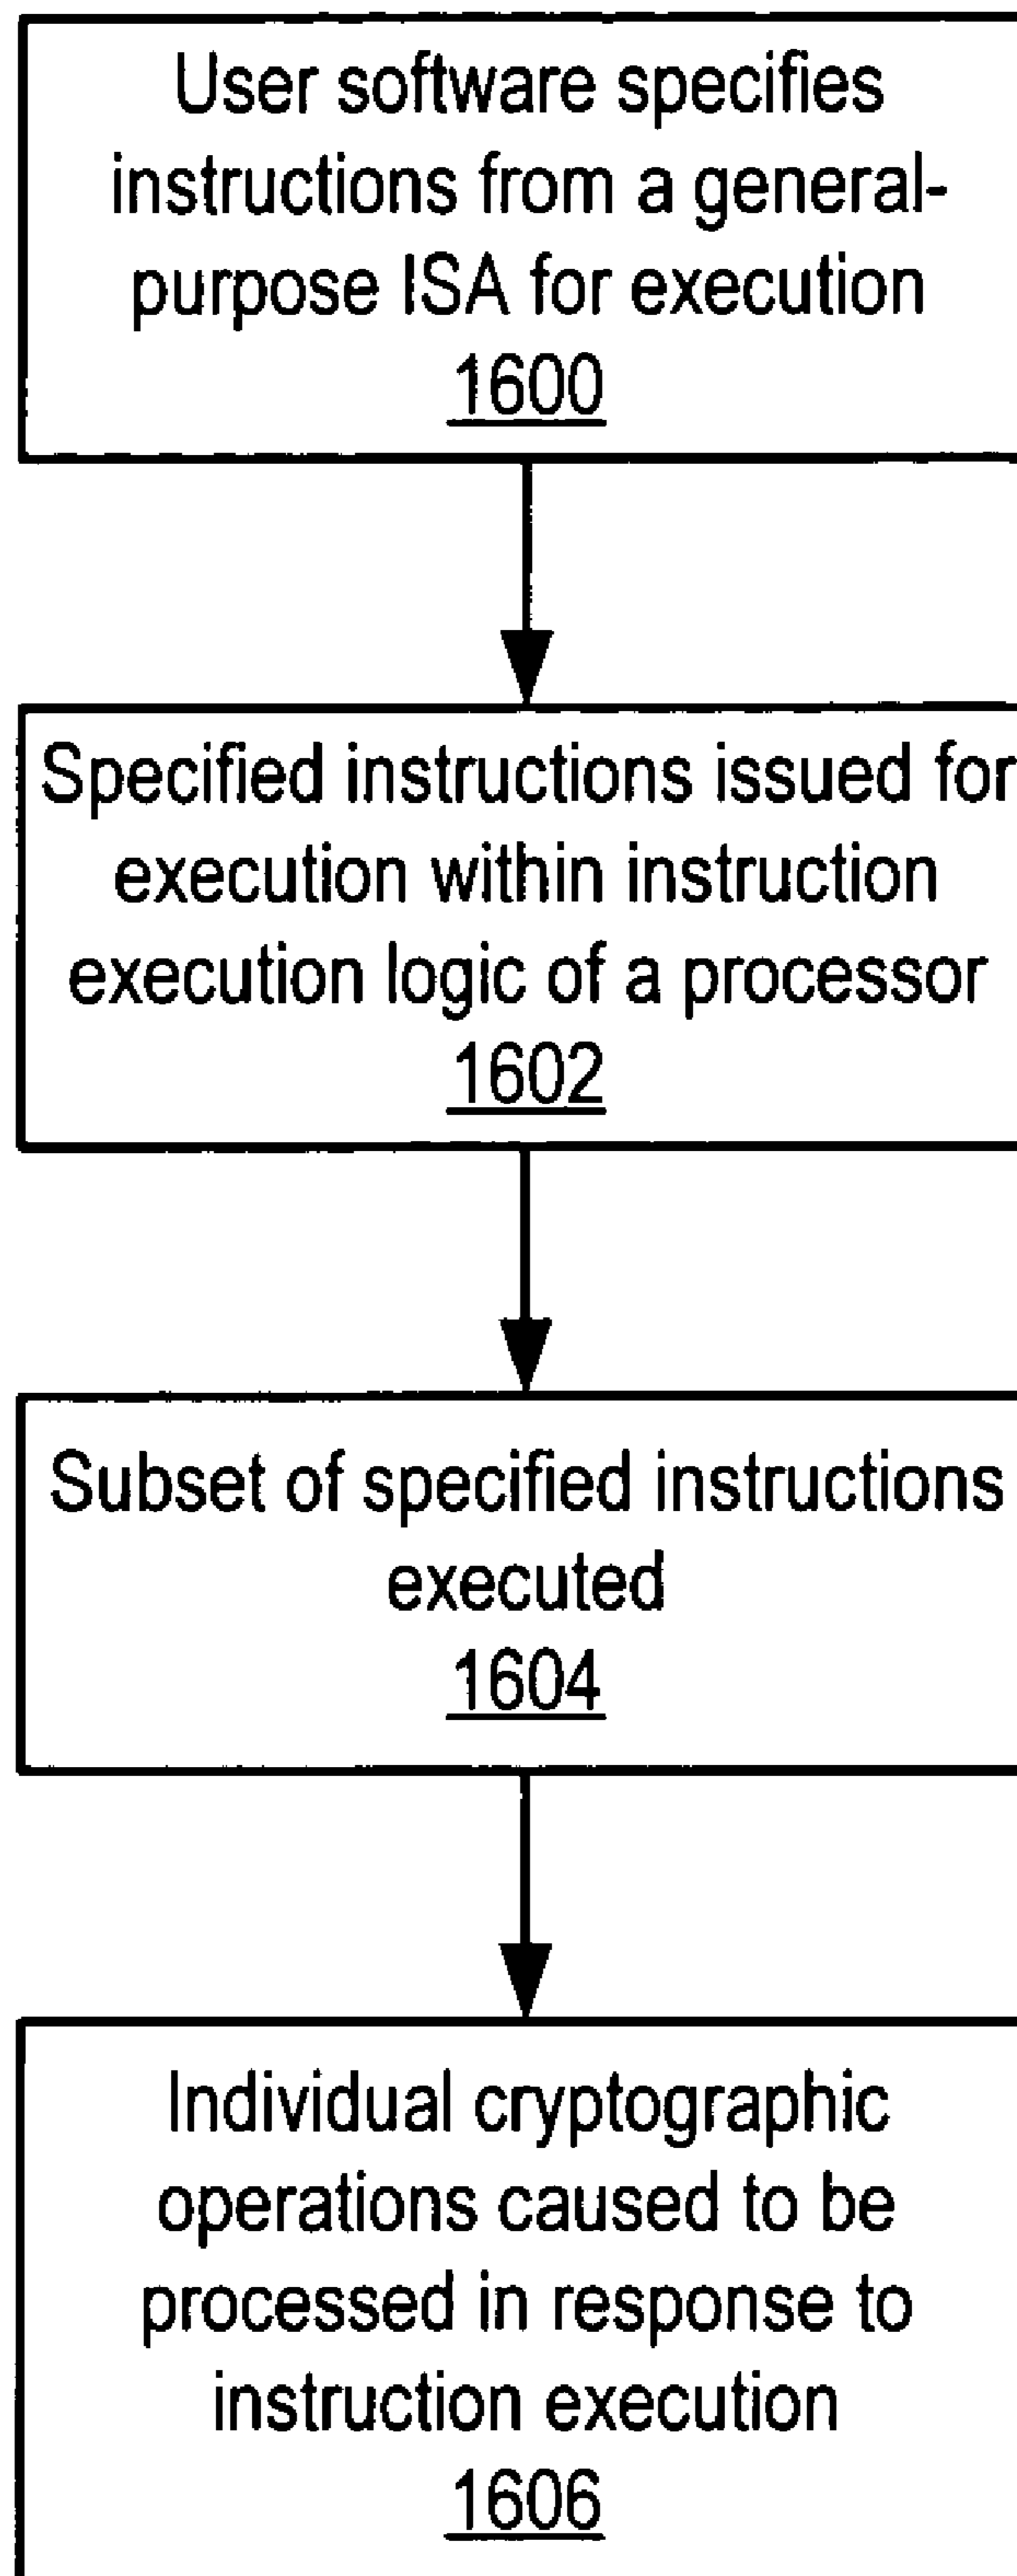 User software specifies
instructions from a general-
purpose ISA for execution
1600
Specified instructions issued for
execution within instruction
execution logic of a processor
1602
Subset of specified instructions
executed
1604
Individual cryptographic
operations caused to be
processed in response to
instruction execution
1606